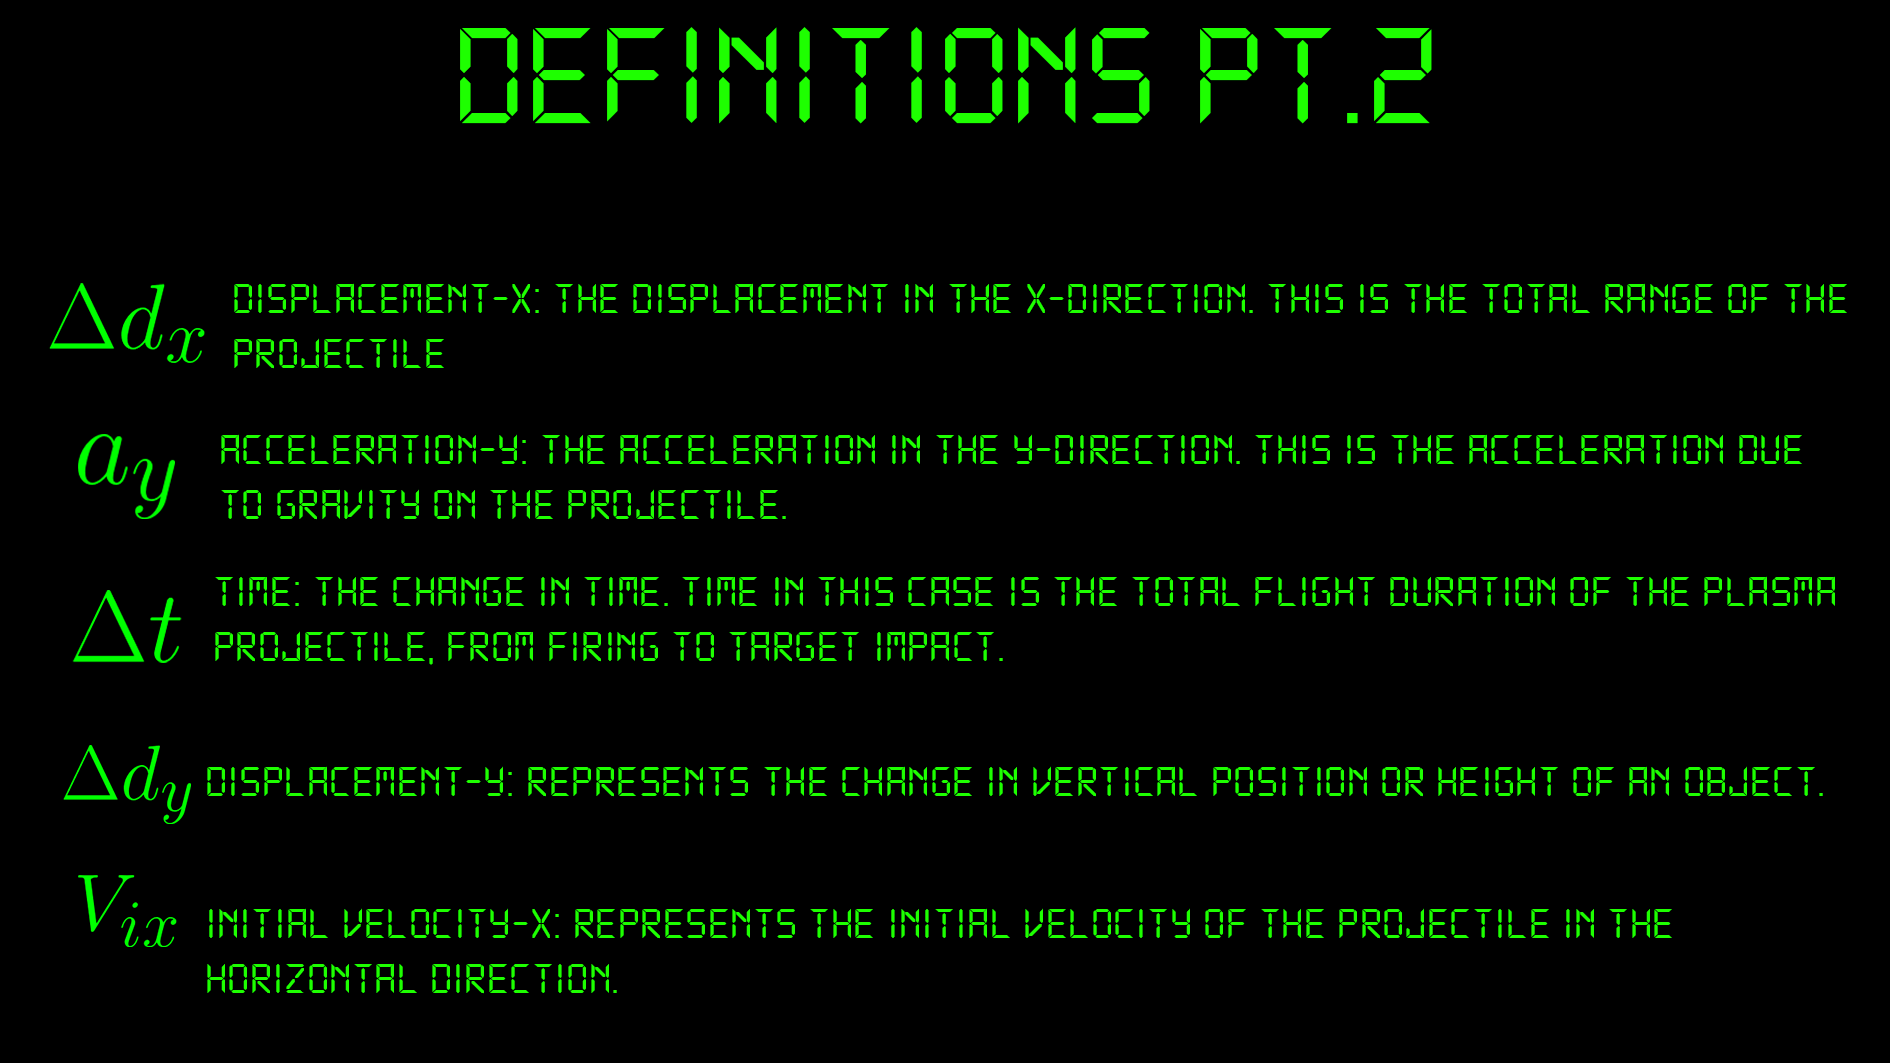 DEFINITIONS PT.2
Δdx DISPLACEMENT-X: THE DISPLACEMENT IN THE X-DIRECTION. THIS IS THE TOTAL RANGE OF THE
PROJECTILE
ay ACCELERATION-Y: THE ACCELERATION IN THE Y-DIRECTION. THIS IS THE ACCELERATION DUE
TO GRAVITY ON THE PROJECTILE.
Δt TIME: THE CHANGE IN TIME. TIME IN THIS CASE IS THE TOTAL FLIGHT DURATION OF THE PLASMA
PROJECTILE, FROM FIRING TO TARGET IMPACT.
Δdy DISPLACEMENT-Y: REPRESENTS THE CHANGE IN VERTICAL POSITION OR HEIGHT OF AN OBJECT.
Vix INITIAL VELOCITY-X: REPRESENTS THE INITIAL VELOCITY OF THE PROJECTILE IN THE
HORIZONTAL DIRECTION.